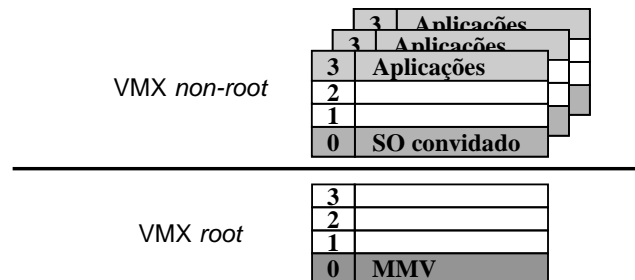 3 Aplicações
3 Aplicações
3 Aplicações
VMX non-root
2
1
0 SO convidado
3
2
VMX root
1
0 MMV